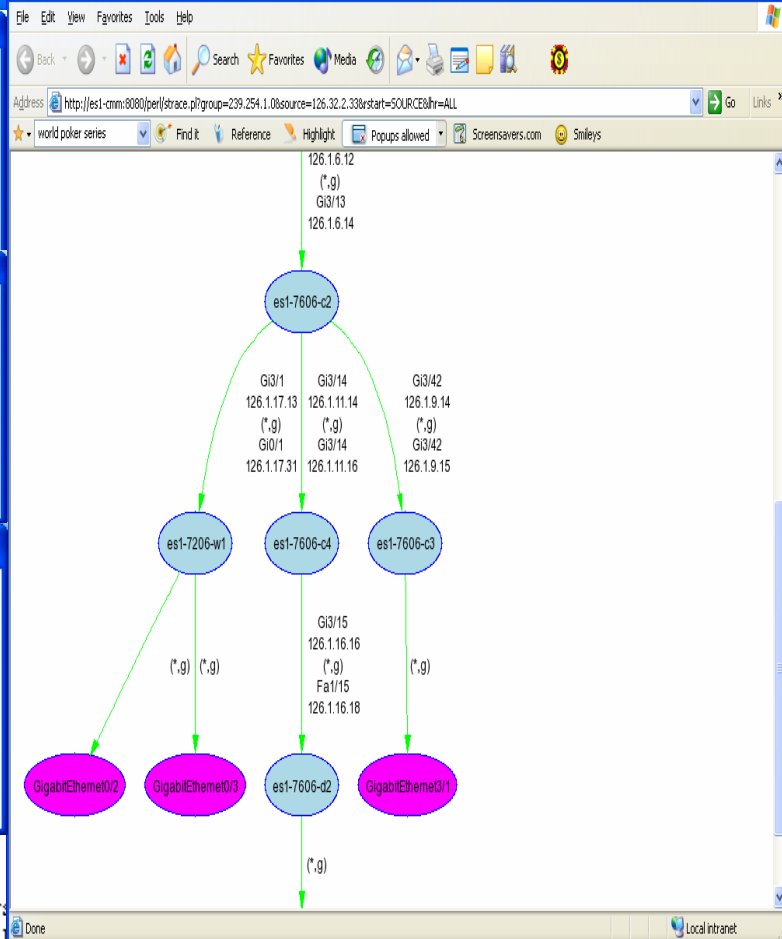 File Edit View Favorites Tools Help
Back Search Favorites Media
Address http://es1-cmm:8080/perl/strace.pl?group=239.254.1.0&source=126.32.2.33&rstart=SOURCE&lhr=ALL Go Links
world poker series Find it Reference Highlight Popups allowed Screensavers.com Smileys
126.1.6.12
(*,g)
Gi3/13
126.1.6.14
es1-7606-c2
Gi3/1 Gi3/14 Gi3/42
126.1.17.13 126.1.11.14 126.1.9.14
(*,g) (*,g) (*,g)
Gi0/1 Gi3/14 Gi3/42
126.1.17.31 126.1.11.16 126.1.9.15
es1-7206-w1 es1-7606-c4 es1-7606-c3
Gi3/15
126.1.16.16
(*,g) (*,g) (*,g) (*,g)
Fa1/15
126.1.16.18
GigabitEthernet0/2 GigabitEthernet0/3 es1-7606-d2 GigabitEthernet3/1
(*,g)
Done Local intranet